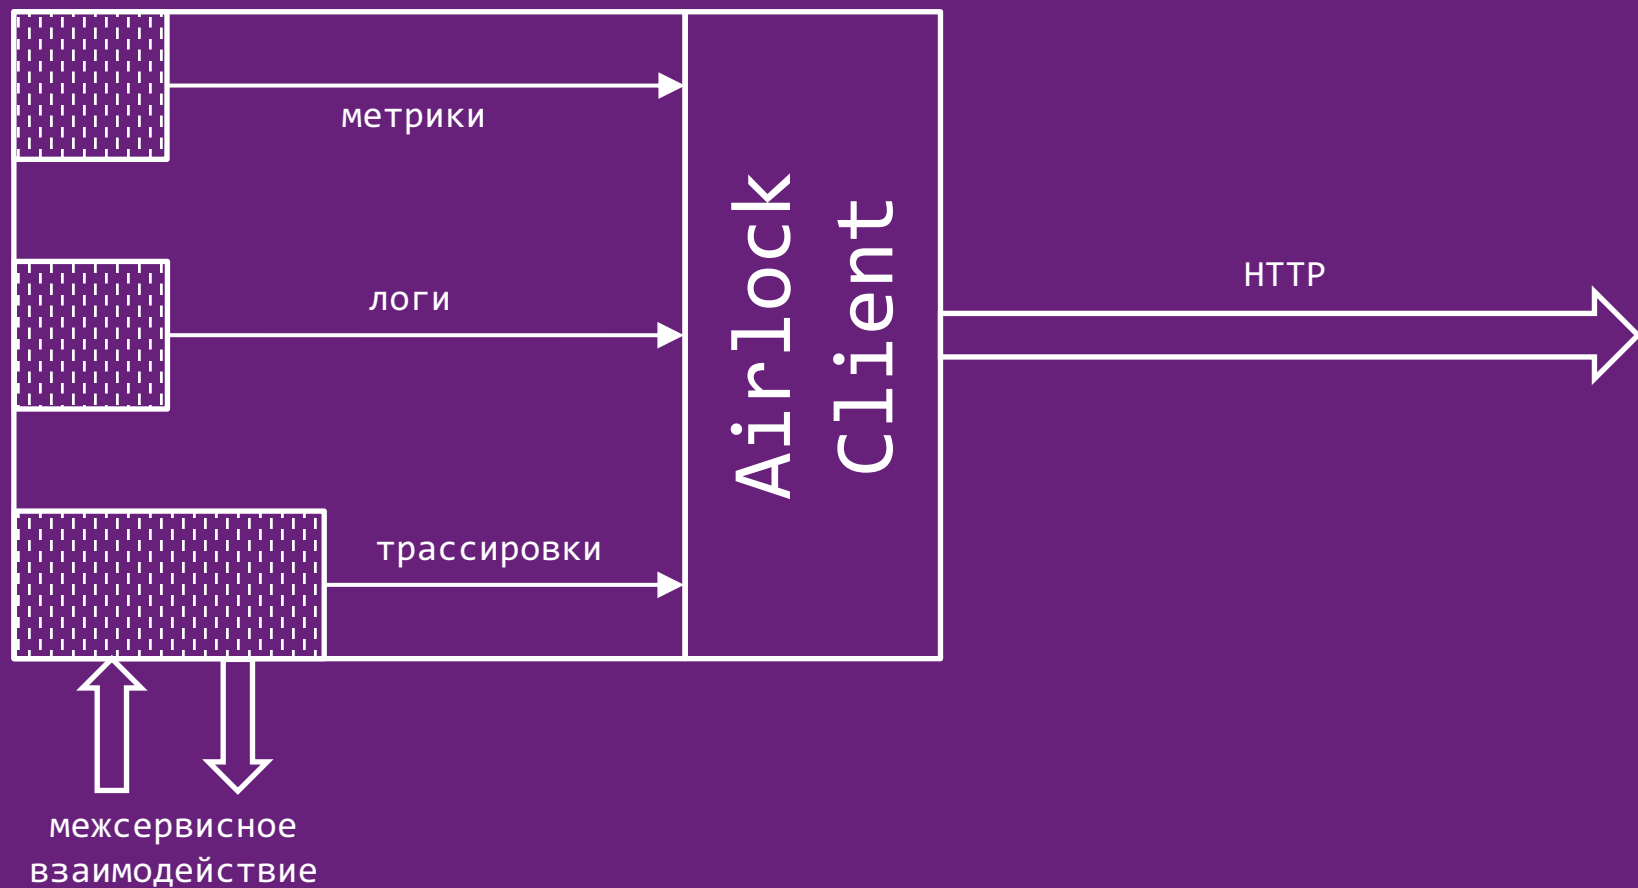 метрики
логи
трассировки
Airlock
Client
HTTP
межсервисное
взаимодействие